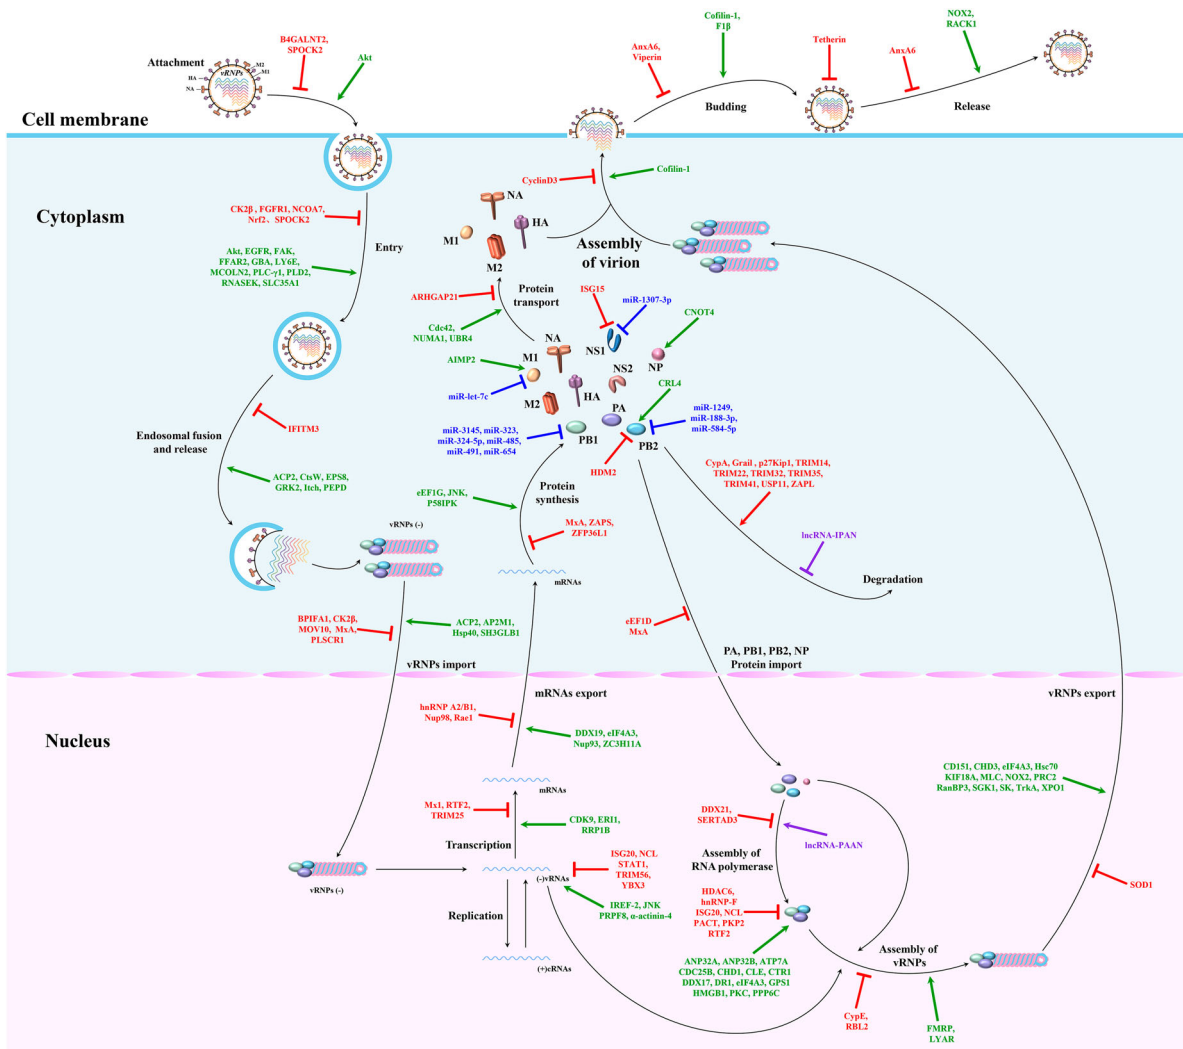 B4GALNT2,
SPOCK2
Attachment
vRNPs
M2
M1
HA
NA
Akt
Cell membrane
AnxA6,
Viperin
Cofilin-1,
F1β
Budding
Tetherin
AnxA6
NOX2,
RACK1
Release
Cytoplasm
CK2β , FGFR1, NCOA7,
Nrf2、SPOCK2
Entry
Akt, EGFR, FAK,
FFAR2, GBA, LY6E,
MCOLN2, PLC-γ1, PLD2,
RNASEK, SLC35A1
CyclinD3
Cofilin-1
NA
M1
HA
M2
Assembly
of virion
ARHGAP21
Protein
transport
Cdc42,
NUMA1, UBR4
ISG15
miR-1307-3p
NS1
CNOT4
NP
NA
M1
AIMP2
miR-let-7c
M2
HA
NS2
PA
CRL4
PB1
PB2
miR-1249,
miR-188-3p,
miR-584-5p
miR-3145, miR-323,
miR-324-5p, miR-485,
miR-491, miR-654
HDM2
Endosomal fusion
and release
IFITM3
ACP2, CtsW, EPS8,
GRK2, Itch, PEPD
eEF1G, JNK,
P58IPK
Protein
synthesis
MxA, ZAPS,
ZFP36L1
mRNAs
CypA, Grail , p27Kip1, TRIM14,
TRIM22, TRIM32, TRIM35,
TRIM41, USP11, ZAPL
lncRNA-IPAN
Degradation
vRNPs (-)
BPIFA1, CK2β,
MOV10, MxA,
PLSCR1
ACP2, AP2M1,
Hsp40, SH3GLB1
vRNPs import
eEF1D
MxA
PA, PB1, PB2, NP
Protein import
mRNAs export
vRNPs export
Nucleus
hnRNP A2/B1,
Nup98, Rae1
DDX19, eIF4A3,
Nup93, ZC3H11A
mRNAs
Mx1, RTF2,
TRIM25
CDK9, ERI1,
RRP1B
Transcription
vRNPs (-)
(-)vRNAs
ISG20, NCL
STAT1,
TRIM56,
YBX3
IREF-2, JNK
PRPF8, α-actinin-4
Replication
(+)cRNAs
DDX21,
SERTAD3
lncRNA-PAAN
Assembly of
RNA polymerase
HDAC6,
hnRNP-F
ISG20, NCL
PACT, PKP2
RTF2
ANP32A, ANP32B, ATP7A
CDC25B, CHD1, CLE, CTR1
DDX17, DR1, eIF4A3, GPS1
HMGB1, PKC, PPP6C
CD151, CHD3, eIF4A3, Hsc70
KIF18A, MLC, NOX2, PRC2
RanBP3, SGK1, SK, TrkA, XPO1
SOD1
Assembly of
vRNPs
CypE,
RBL2
FMRP,
LYAR